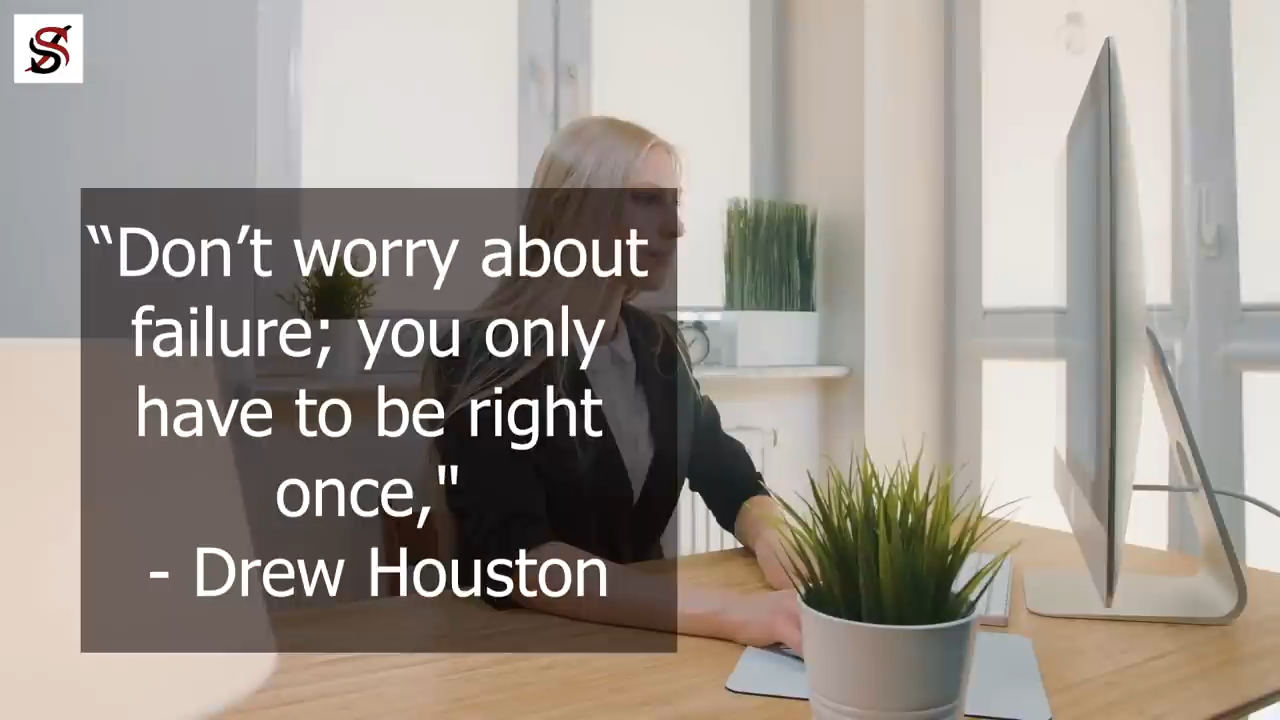 “Don’t worry about
failure; you only
have to be right
once,"
- Drew Houston